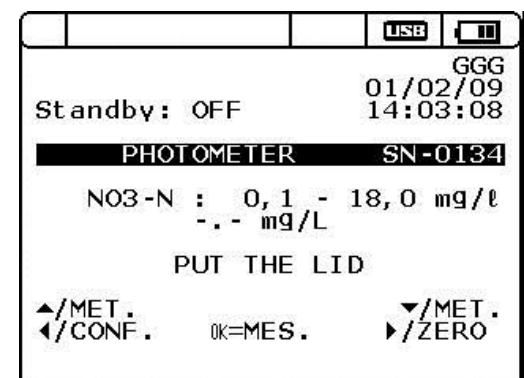 USB
GGG
01/02/09
Standby: OFF 14:03:08
PHOTOMETER SN-0134
NO3-N : 0,1 - 18,0 mg/ℓ
-.- mg/L
PUT THE LID
▲/MET. ▼/MET.
◀/CONF. OK=MES. ▶/ZERO